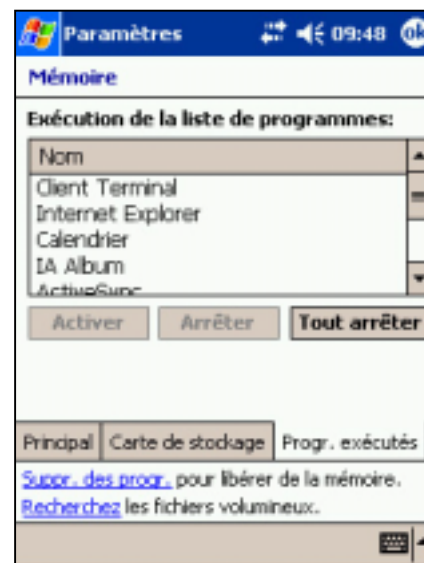 Paramètres 09:48 ok
Mémoire
Exécution de la liste de programmes:
Nom
Client Terminal
Internet Explorer
Calendrier
IA Album
ActiveSync
Activer Arrêter Tout arrêter
Principal Carte de stockage Progr. exécutés
Suppr. des progr. pour libérer de la mémoire.
Recherchez les fichiers volumineux.